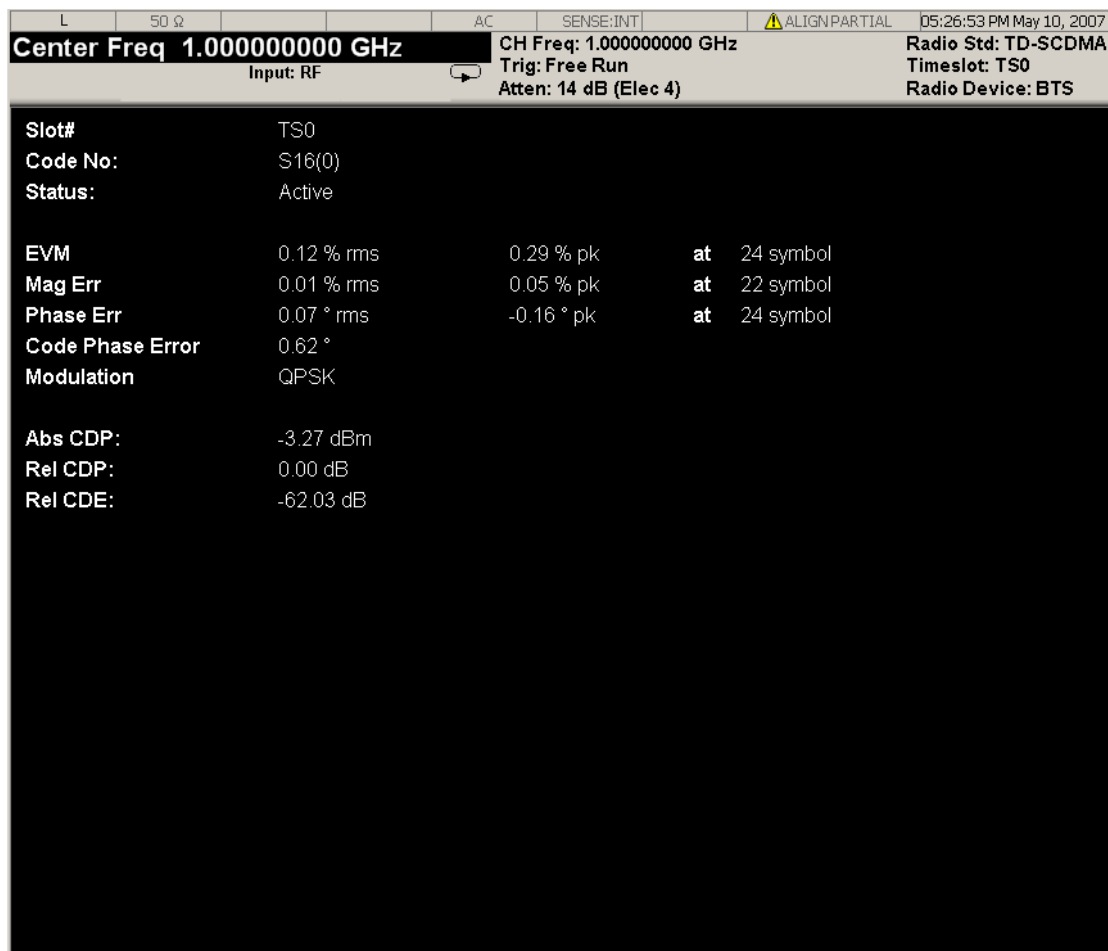 L 50 Ω AC SENSE:INT ALIGN PARTIAL 05:26:53 PM May 10, 2007
Center Freq 1.000000000 GHz CH Freq: 1.000000000 GHz Radio Std: TD-SCDMA
Input: RF Trig: Free Run Timeslot: TS0
Atten: 14 dB (Elec 4) Radio Device: BTS
Slot# TS0
Code No: S16(0)
Status: Active
EVM 0.12 % rms 0.29 % pk at 24 symbol
Mag Err 0.01 % rms 0.05 % pk at 22 symbol
Phase Err 0.07 ° rms -0.16 ° pk at 24 symbol
Code Phase Error 0.62 °
Modulation QPSK
Abs CDP: -3.27 dBm
Rel CDP: 0.00 dB
Rel CDE: -62.03 dB